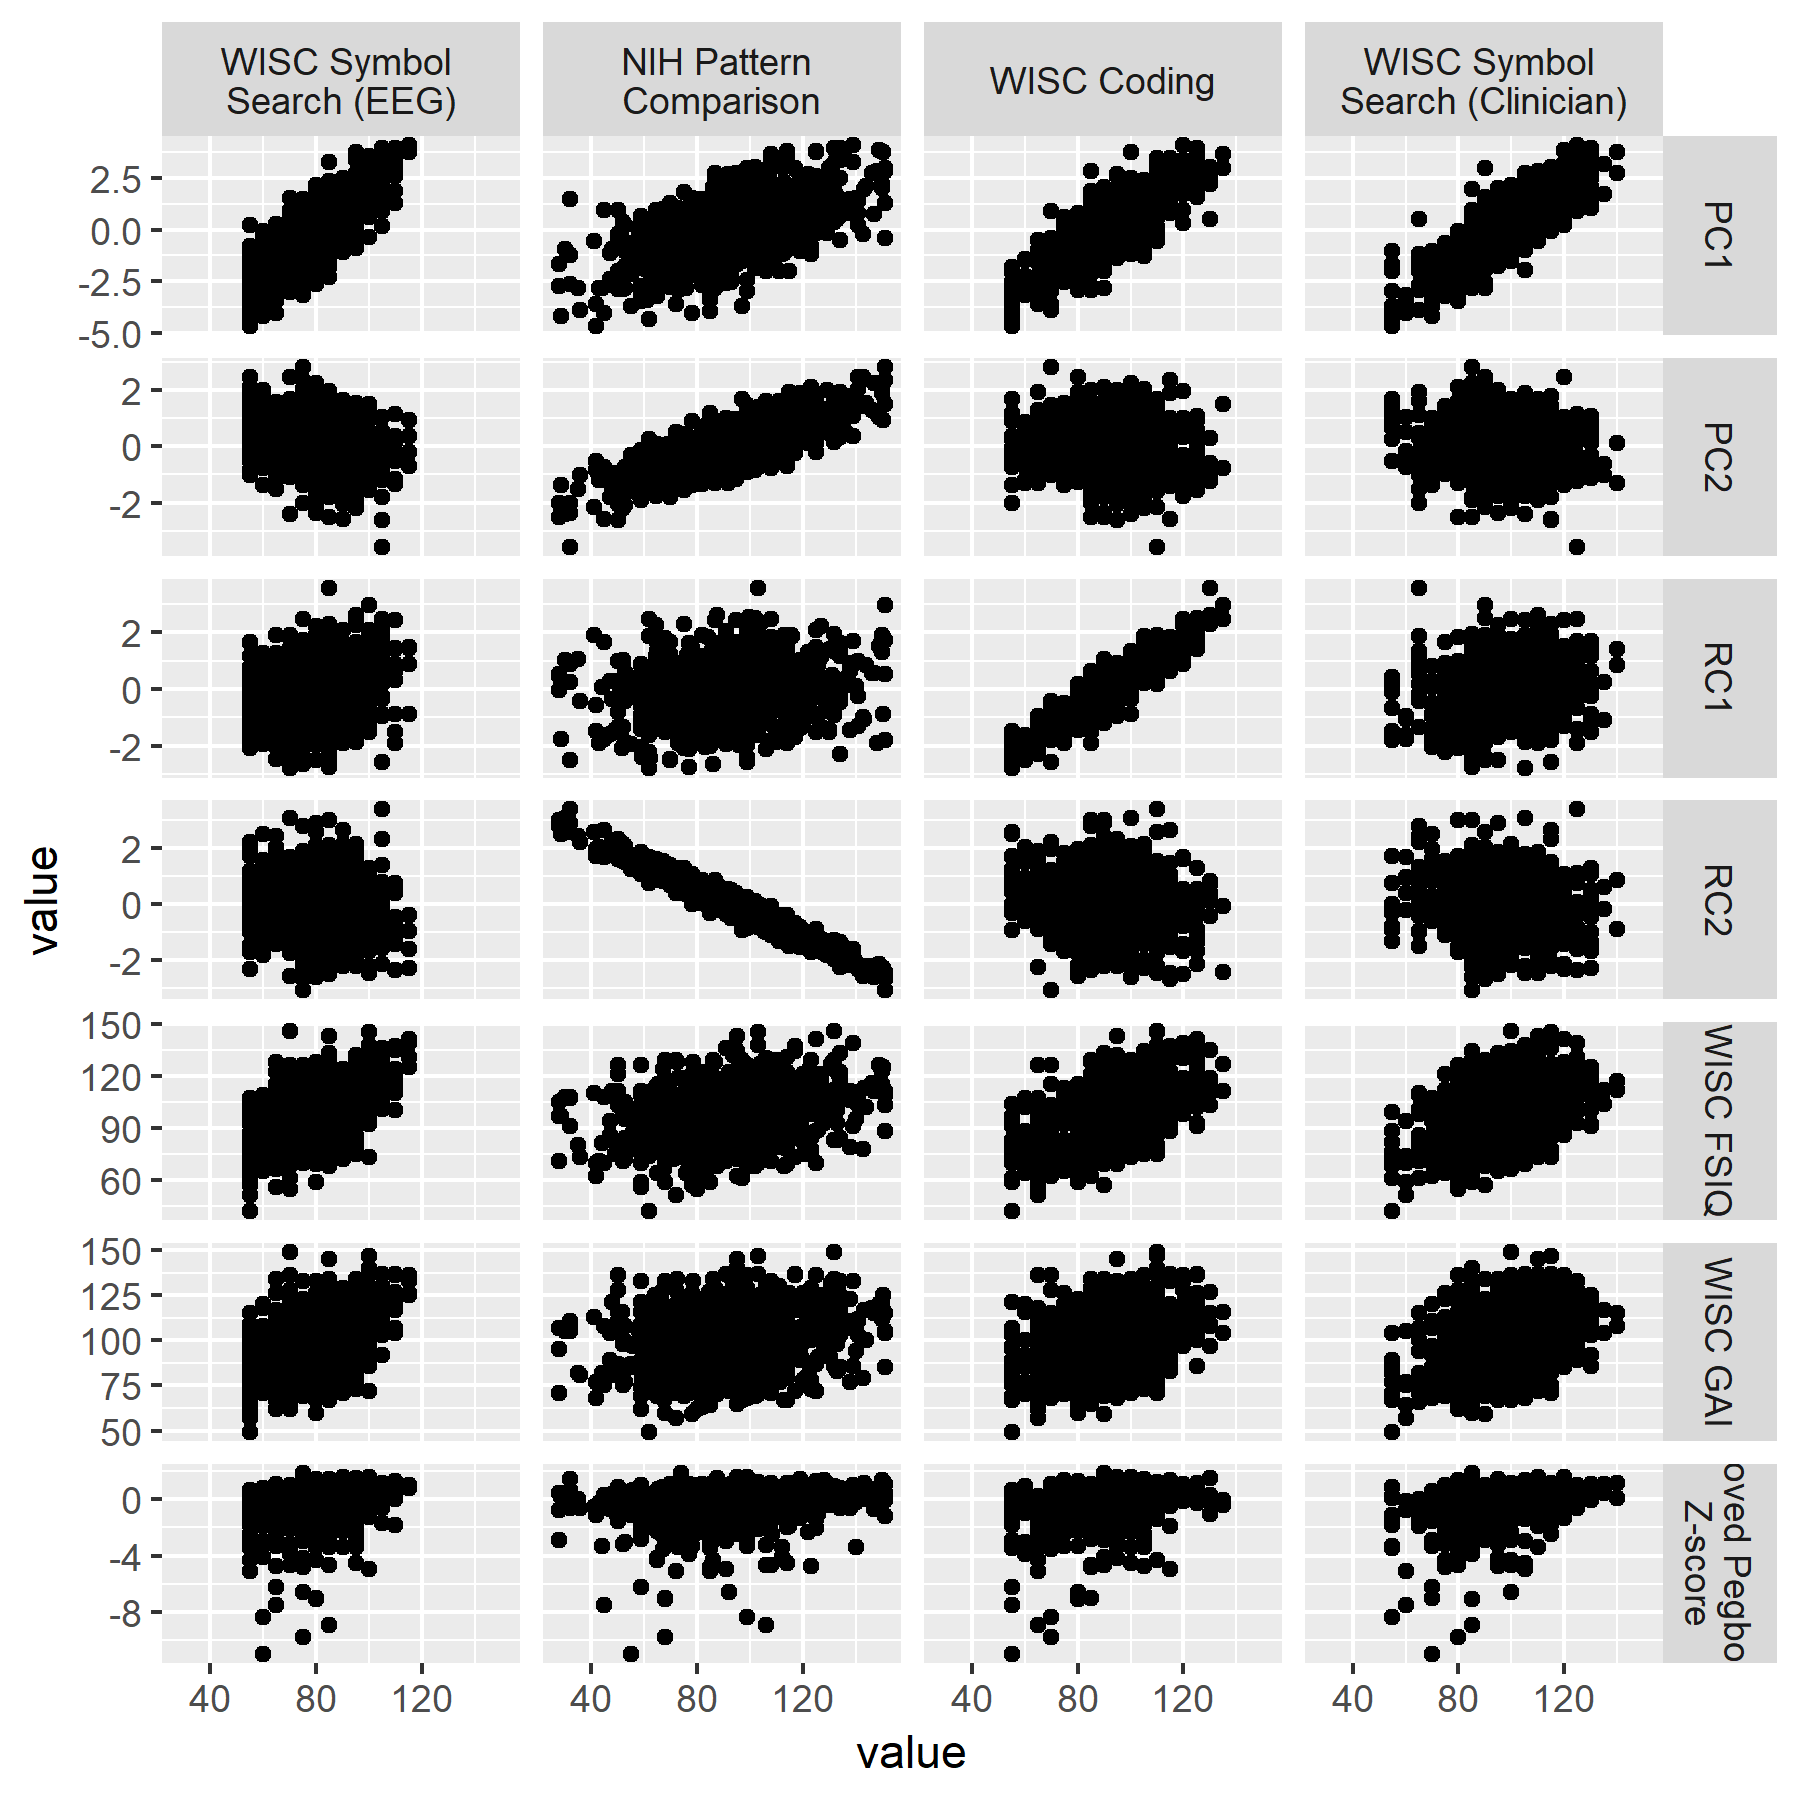 WISC Symbol
Search (EEG)
NIH Pattern
Comparison
WISC Coding
WISC Symbol
Search (Clinician)
2.5
0.0
-2.5
-5.0
PC1
2
0
-2
PC2
2
0
-2
RC1
2
0
-2
RC2
150
120
90
60
WISC FSIQ
150
125
100
75
50
WISC GAI
0
-4
-8
oved Pegbo
Z-score
value
40 80 120 40 80 120 40 80 120 40 80 120
value